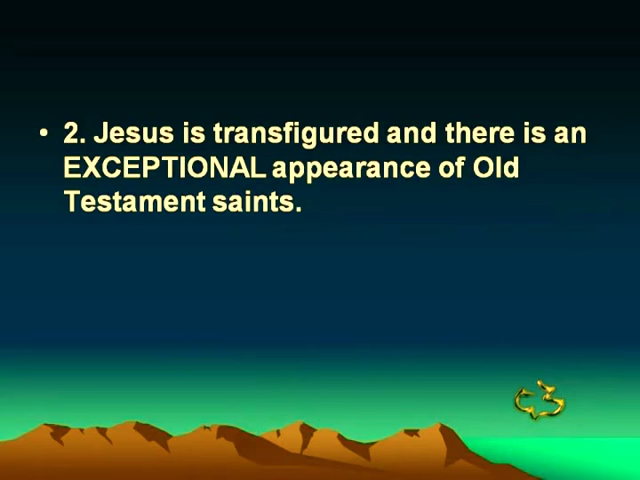 • 2. Jesus is transfigured and there is an
EXCEPTIONAL appearance of Old
Testament saints.